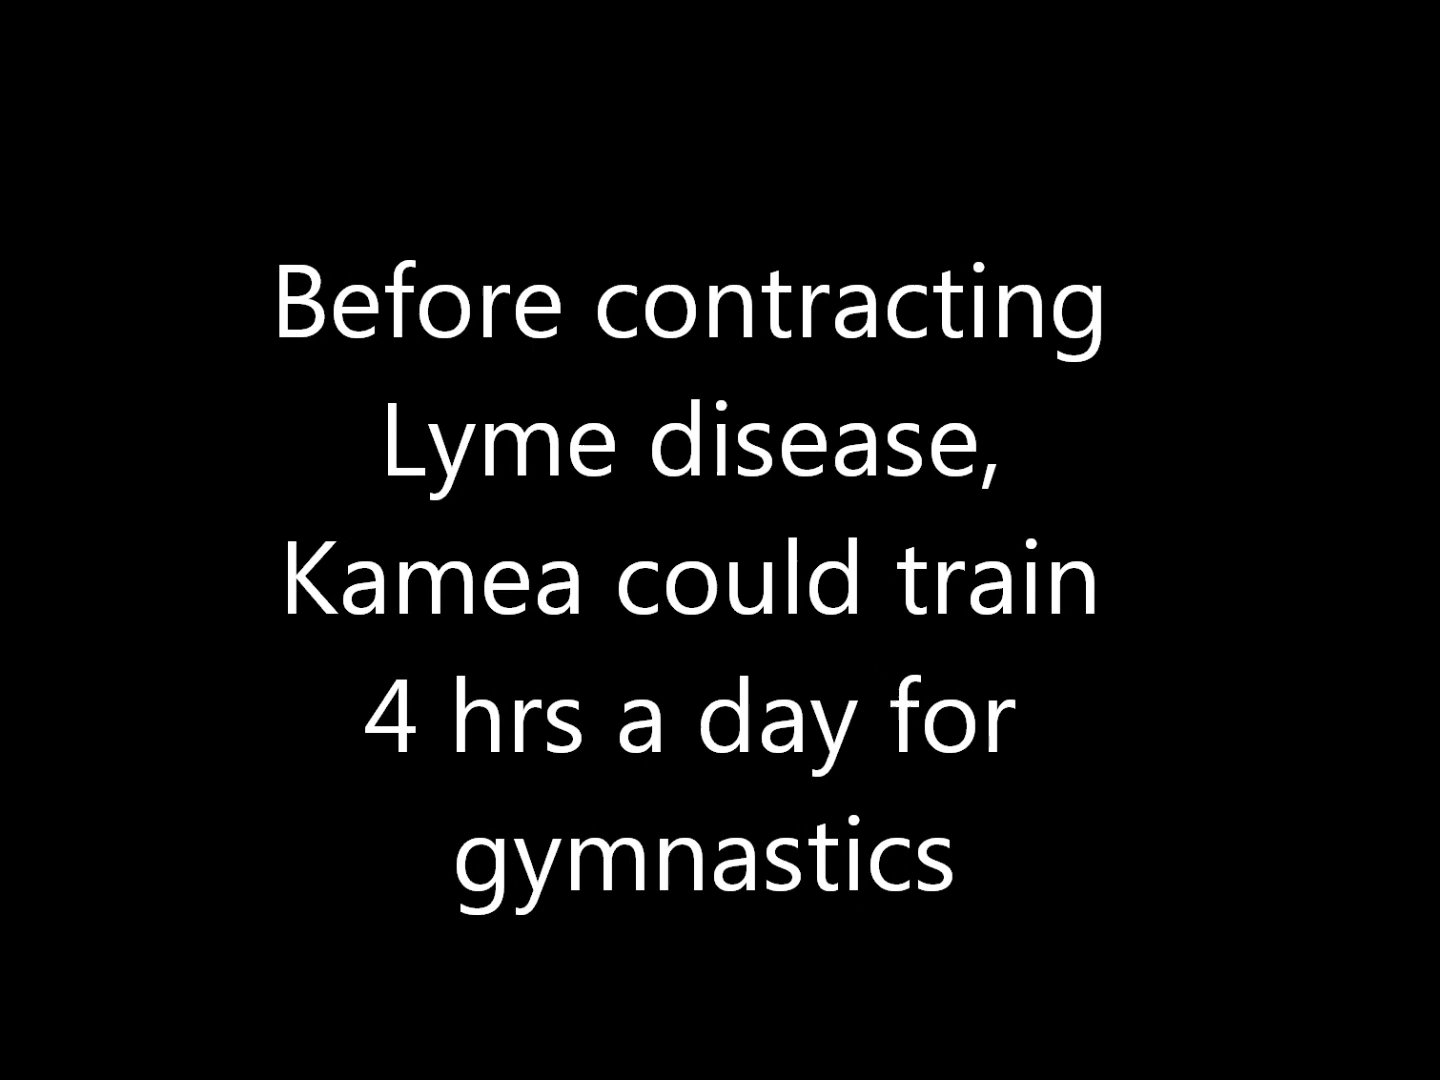 Before contracting
Lyme disease,
Kamea could train
4 hrs a day for
gymnastics